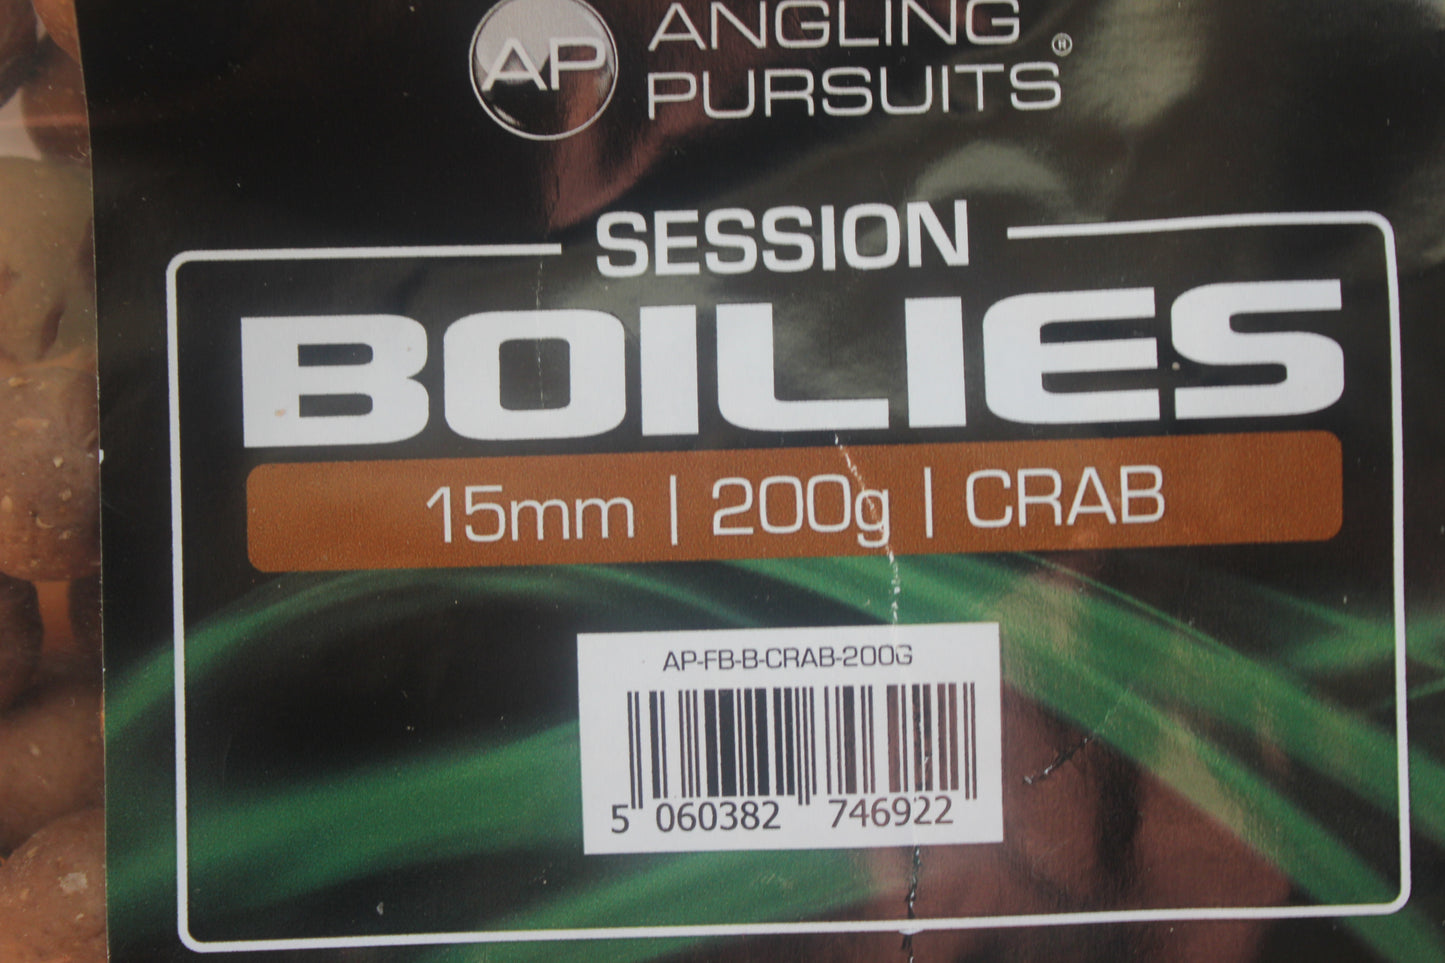 AP
ANGLING
PURSUITS®
SESSION
BOILIES
15mm | 200g | CRAB
AP-FB-B-CRAB-200G
5 060382 746922